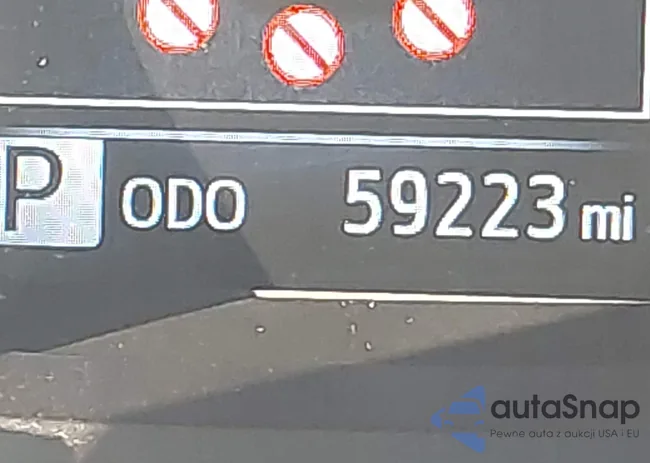 P ODO 59223 mi
autaSnap
Pewne auta z aukcji USA i EU